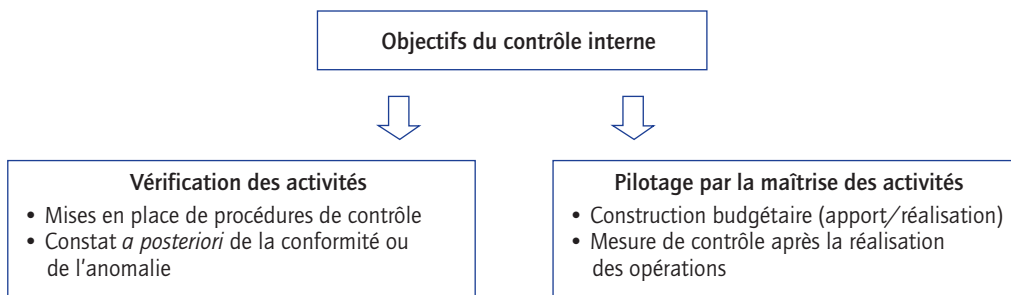 Objectifs du contrôle interne
Vérification des activités
• Mises en place de procédures de contrôle
• Constat a posteriori de la conformité ou
de l'anomalie
Pilotage par la maîtrise des activités
• Construction budgétaire (apport/réalisation)
• Mesure de contrôle après la réalisation
des opérations